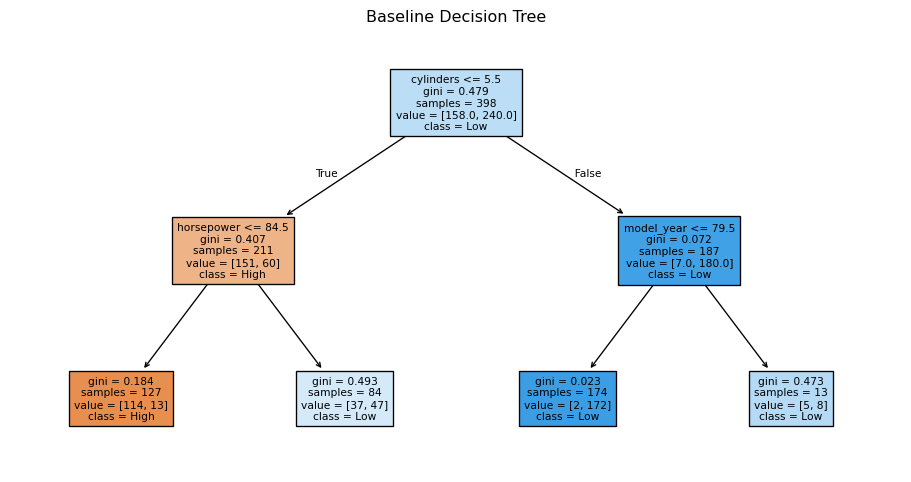 Baseline Decision Tree
cylinders <= 5.5
gini = 0.479
samples = 398
value = [158.0, 240.0]
class = Low
True
False
horsepower <= 84.5
gini = 0.407
samples = 211
value = [151, 60]
class = High
model_year <= 79.5
gini = 0.072
samples = 187
value = [7.0, 180.0]
class = Low
gini = 0.184
samples = 127
value = [114, 13]
class = High
gini = 0.493
samples = 84
value = [37, 47]
class = Low
gini = 0.023
samples = 174
value = [2, 172]
class = Low
gini = 0.473
samples = 13
value = [5, 8]
class = Low